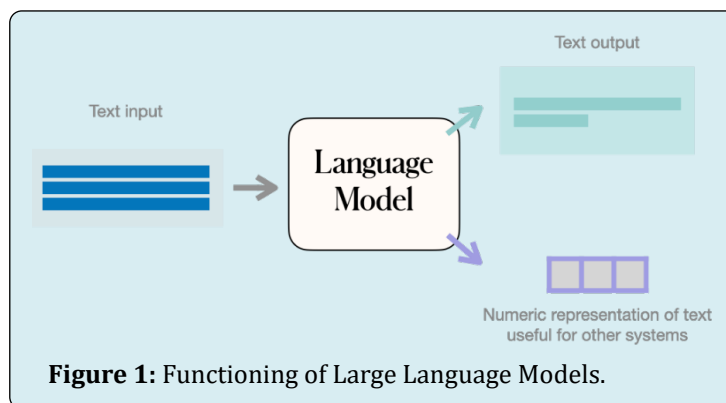 Text output
Text input
Language
Model
Numeric representation of text
useful for other systems
Figure 1: Functioning of Large Language Models.